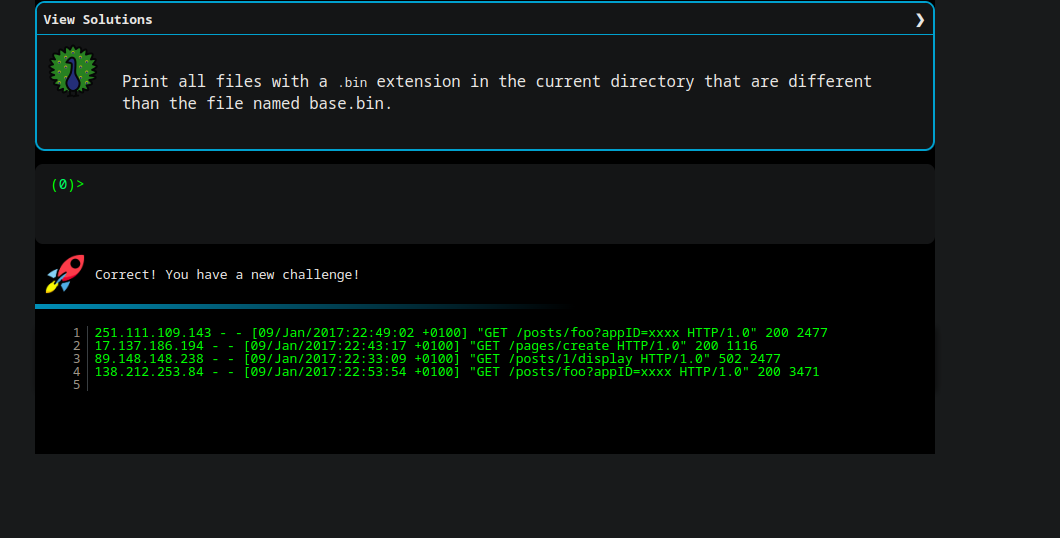 View Solutions ❯
Print all files with a .bin extension in the current directory that are different
than the file named base.bin.
(0)>
Correct! You have a new challenge!
1 251.111.109.143 - - [09/Jan/2017:22:49:02 +0100] "GET /posts/foo?appID=xxxx HTTP/1.0" 200 2477
2 17.137.186.194 - - [09/Jan/2017:22:43:17 +0100] "GET /pages/create HTTP/1.0" 200 1116
3 89.148.148.238 - - [09/Jan/2017:22:33:09 +0100] "GET /posts/1/display HTTP/1.0" 502 2477
4 138.212.253.84 - - [09/Jan/2017:22:53:54 +0100] "GET /posts/foo?appID=xxxx HTTP/1.0" 200 3471
5